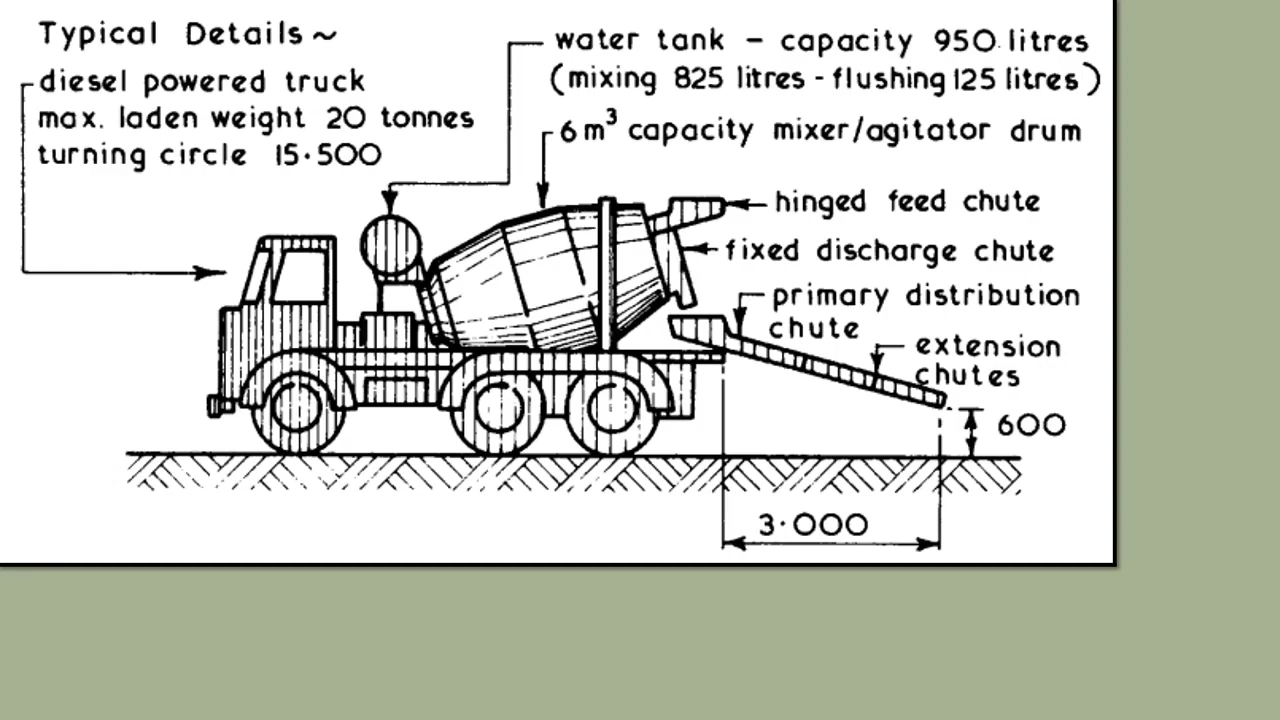 Typical Details ~
diesel powered truck
max. laden weight 20 tonnes
turning circle 15·500
water tank - capacity 950 litres
(mixing 825 litres - flushing 125 litres)
6m³ capacity mixer/agitator drum
hinged feed chute
fixed discharge chute
primary distribution
chute
extension
chutes
600
3·000